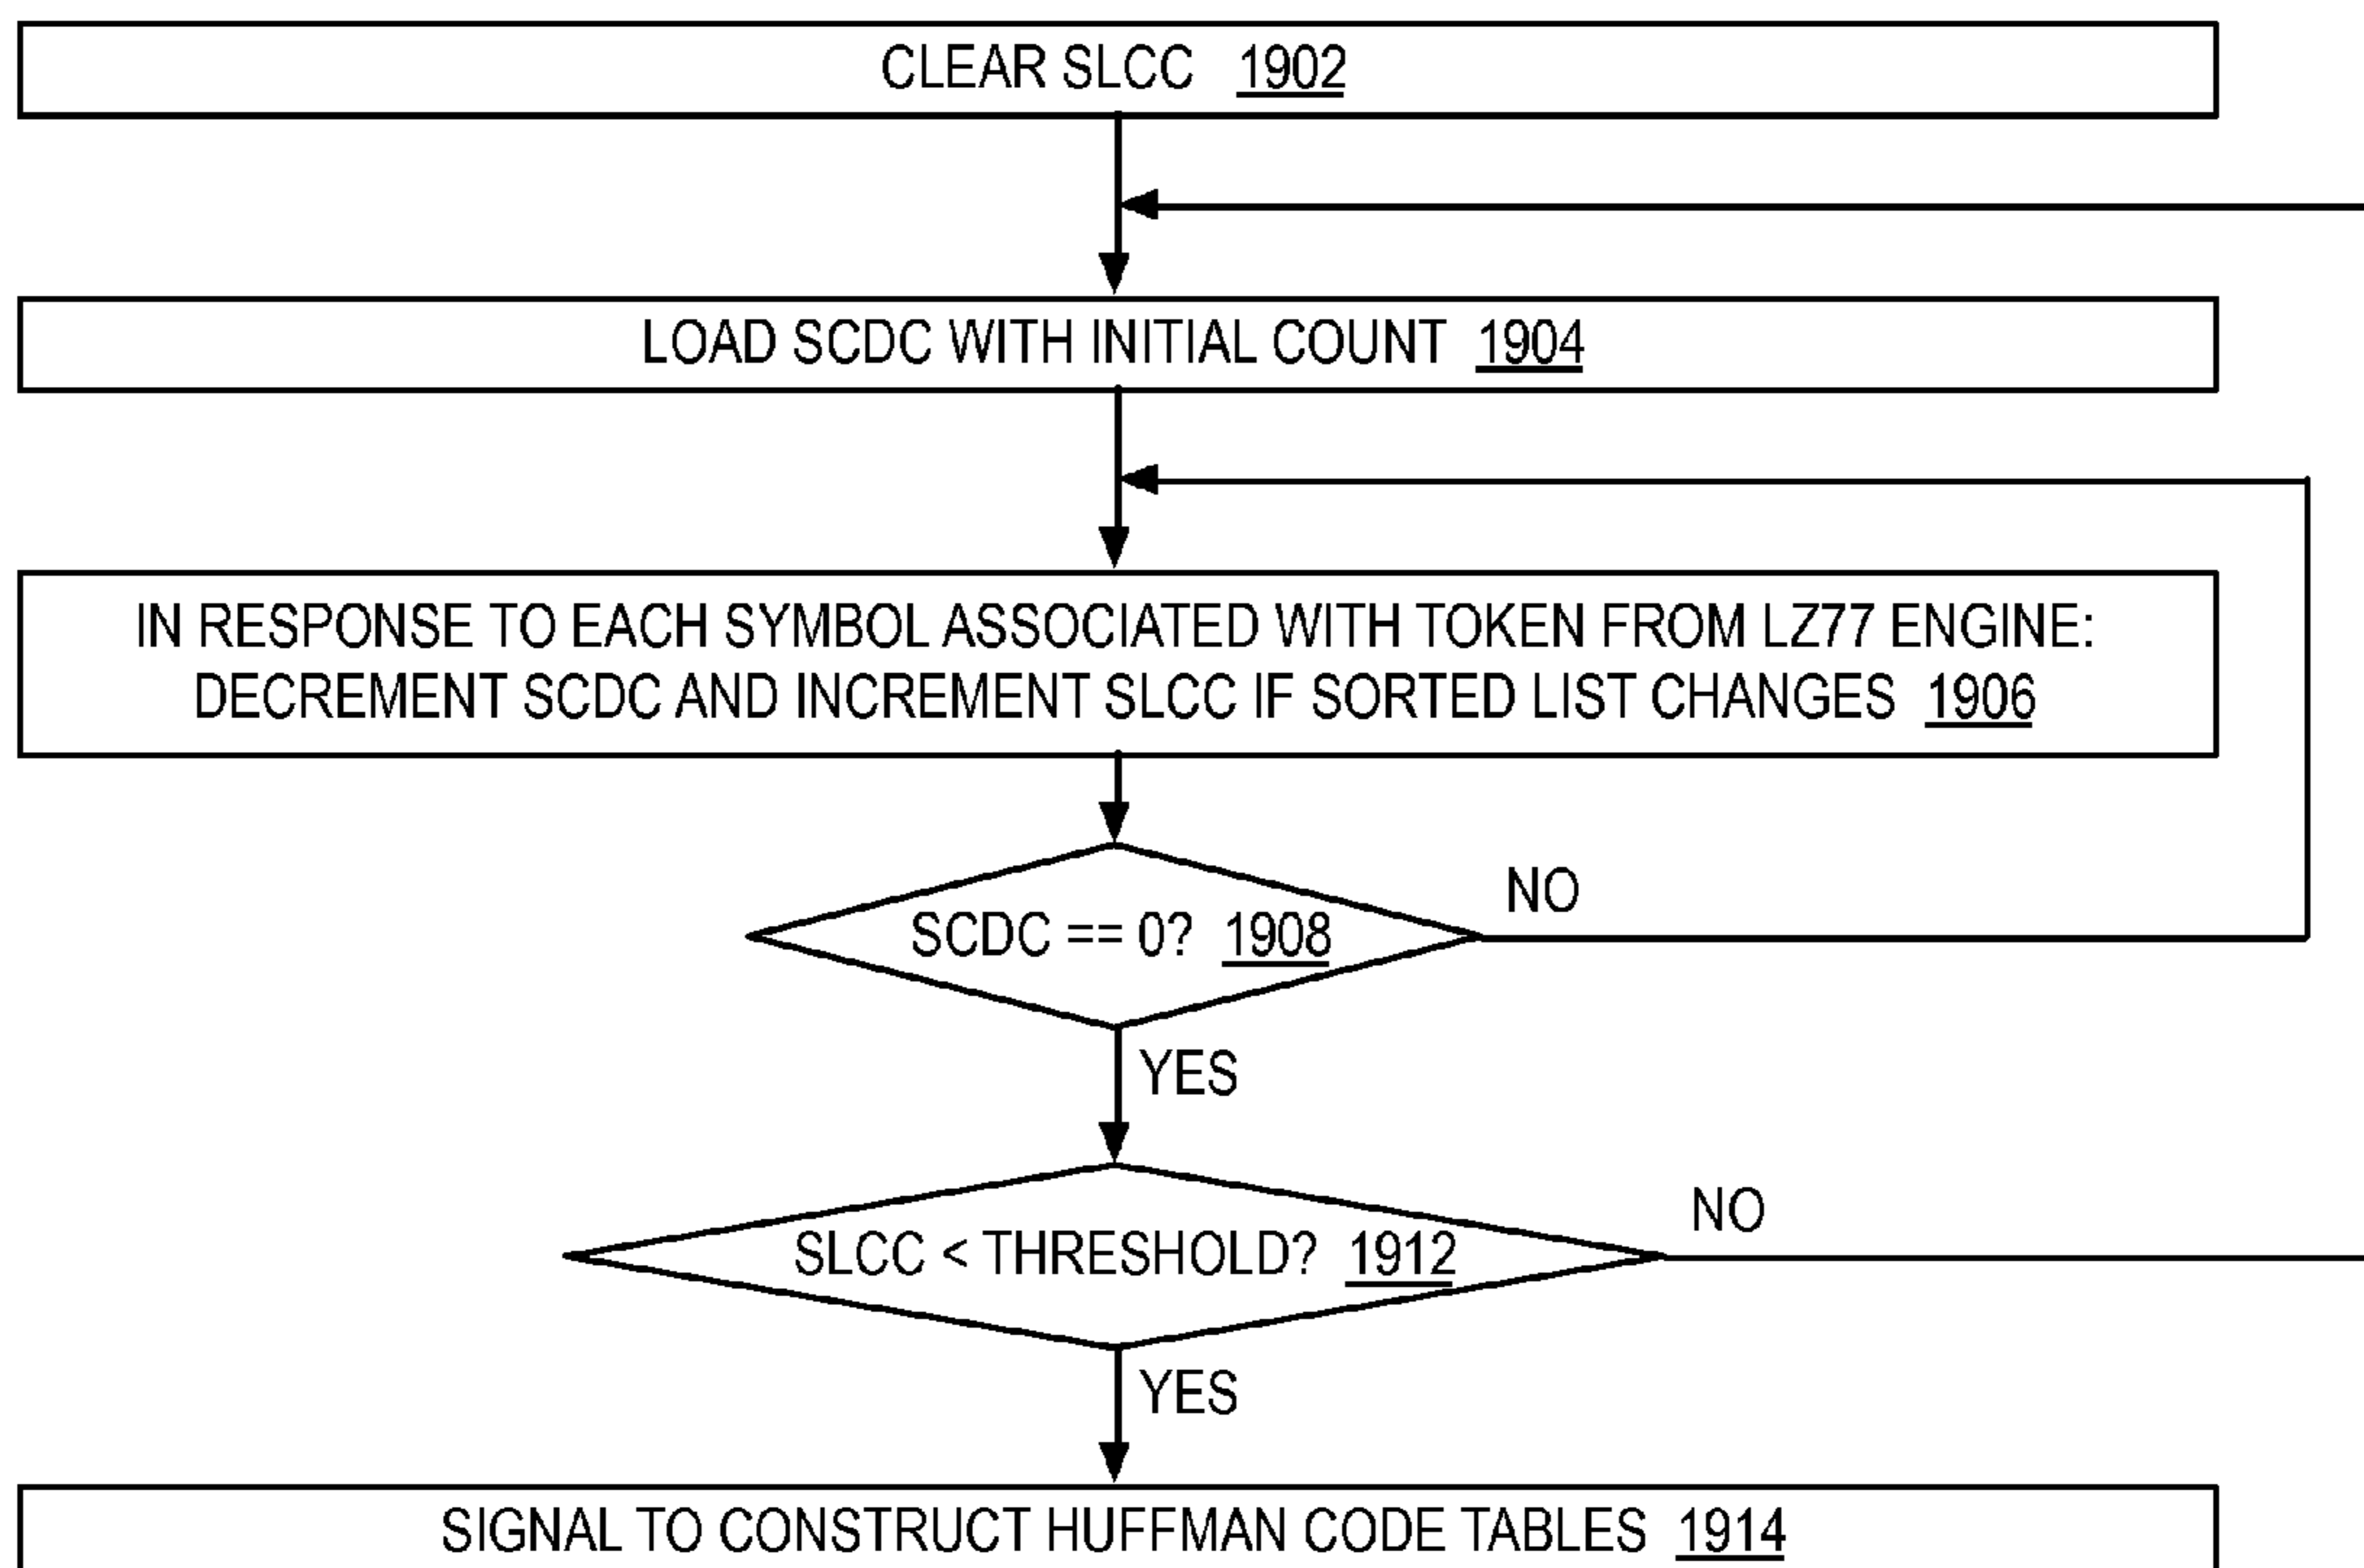 CLEAR SLCC 1902
LOAD SCDC WITH INITIAL COUNT 1904
IN RESPONSE TO EACH SYMBOL ASSOCIATED WITH TOKEN FROM LZ77 ENGINE:
DECREMENT SCDC AND INCREMENT SLCC IF SORTED LIST CHANGES 1906
NO
SCDC == 0? 1908
YES
NO
SLCC < THRESHOLD? 1912
YES
SIGNAL TO CONSTRUCT HUFFMAN CODE TABLES 1914